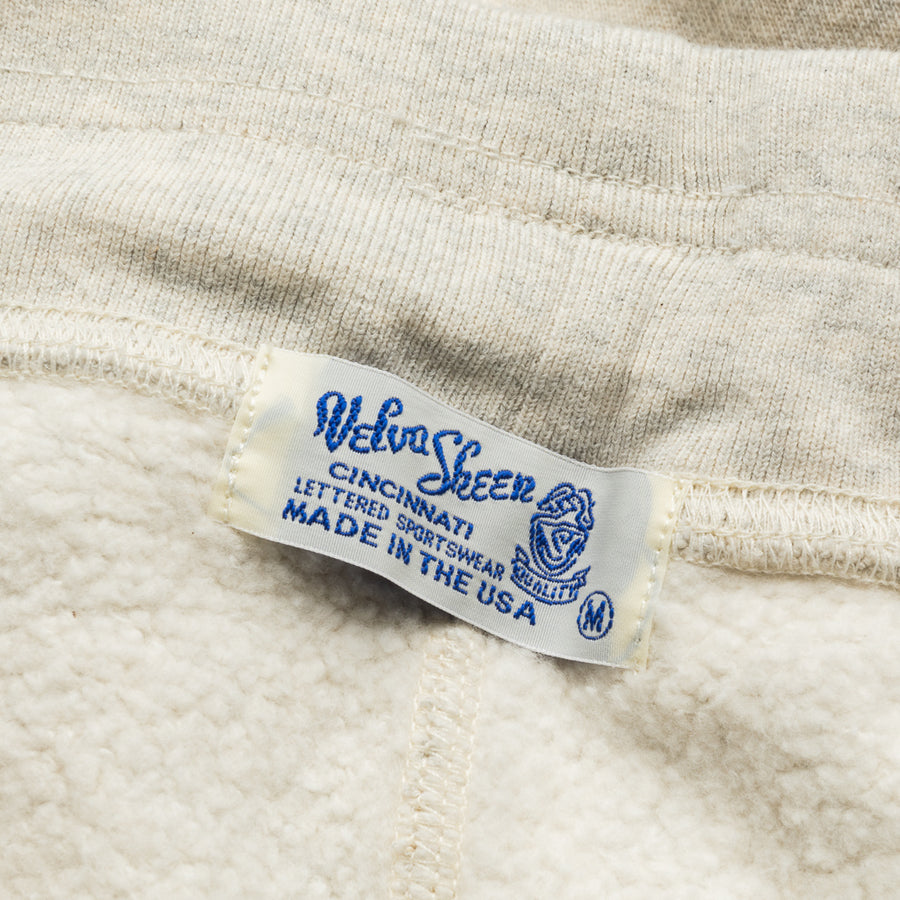 Velva Sheen
CINCINNATI
LETTERED SPORTSWEAR
MADE IN THE USA
QUALITY
M